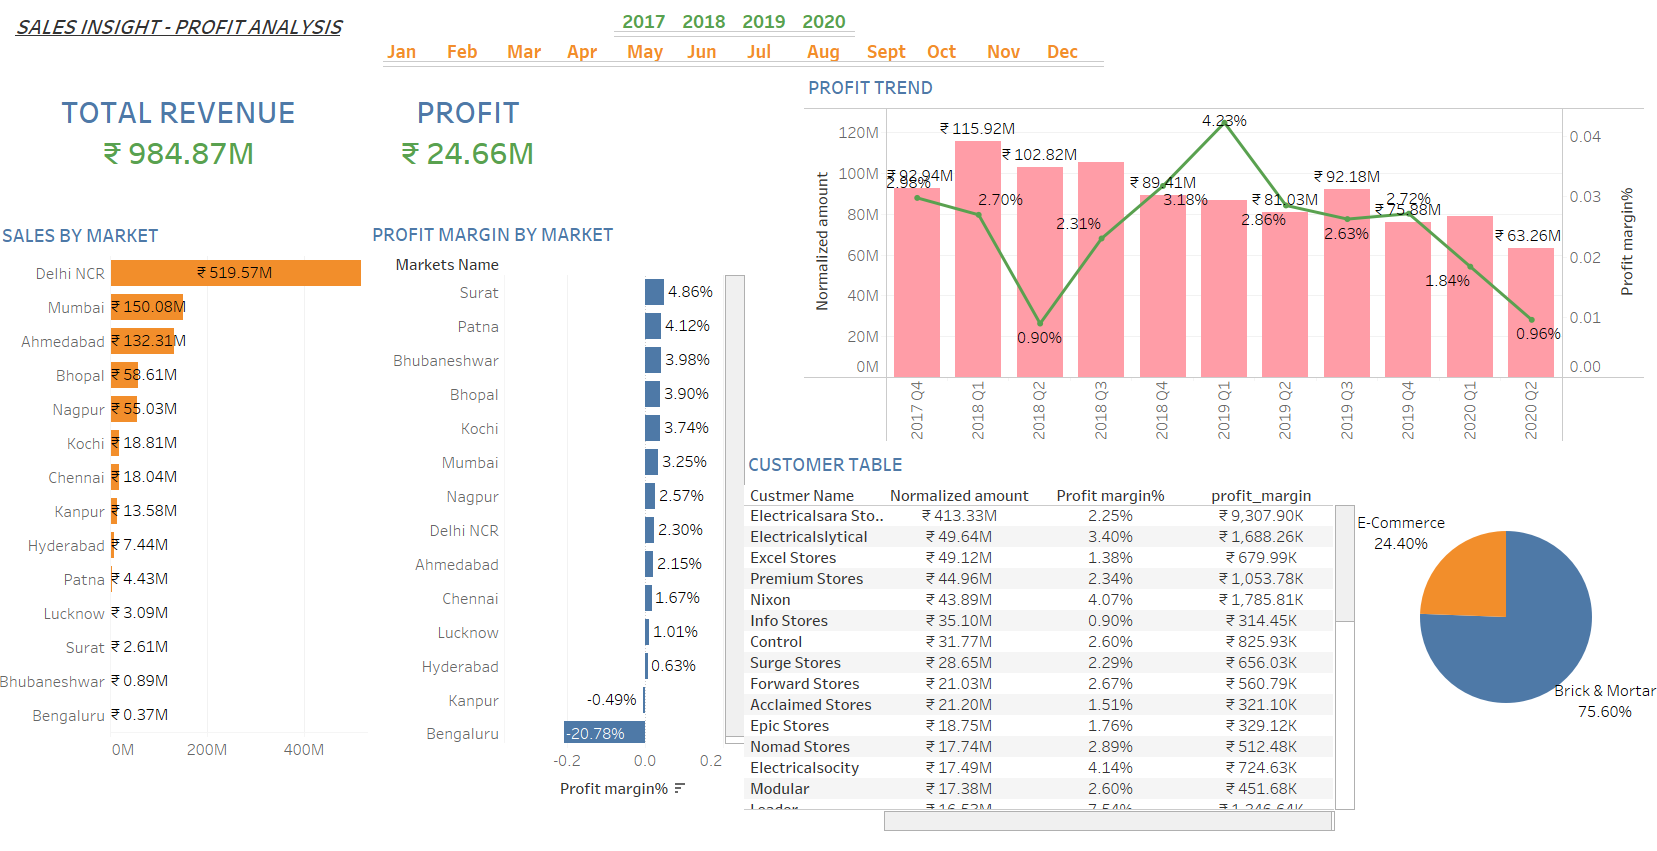 SALES INSIGHT - PROFIT ANALYSIS
2017 2018 2019 2020
Jan Feb Mar Apr May Jun Jul Aug Sept Oct Nov Dec
TOTAL REVENUE
₹ 984.87M
PROFIT
₹ 24.66M
SALES BY MARKET
Delhi NCR ₹ 519.57M
Mumbai ₹ 150.08M
Ahmedabad ₹ 132.31M
Bhopal ₹ 58.61M
Nagpur ₹ 55.03M
Kochi ₹ 18.81M
Chennai ₹ 18.04M
Kanpur ₹ 13.58M
Hyderabad ₹ 7.44M
Patna ₹ 4.43M
Lucknow ₹ 3.09M
Surat ₹ 2.61M
Bhubaneshwar ₹ 0.89M
Bengaluru ₹ 0.37M
0M 200M 400M
PROFIT MARGIN BY MARKET
Markets Name
Surat 4.86%
Patna 4.12%
Bhubaneshwar 3.98%
Bhopal 3.90%
Kochi 3.74%
Mumbai 3.25%
Nagpur 2.57%
Delhi NCR 2.30%
Ahmedabad 2.15%
Chennai 1.67%
Lucknow 1.01%
Hyderabad 0.63%
Kanpur -0.49%
Bengaluru -20.78%
-0.2 0.0 0.2
Profit margin%
PROFIT TREND
Normalized amount
120M
100M
80M
60M
40M
20M
0M
₹ 92.94M
₹ 115.92M
₹ 102.82M
₹ 89.41M
₹ 81.03M
₹ 92.18M
₹ 75.88M
₹ 63.26M
2.98%
2.70%
0.90%
2.31%
3.18%
4.23%
2.86%
2.63%
2.72%
1.84%
0.96%
0.04
0.03
0.02
0.01
0.00
Profit margin%
2017 Q4
2018 Q1
2018 Q2
2018 Q3
2018 Q4
2019 Q1
2019 Q2
2019 Q3
2019 Q4
2020 Q1
2020 Q2
CUSTOMER TABLE
Custmer Name Normalized amount Profit margin% profit_margin
Electricalsara Sto.. ₹ 413.33M 2.25% ₹ 9,307.90K
Electricalslytical ₹ 49.64M 3.40% ₹ 1,688.26K
Excel Stores ₹ 49.12M 1.38% ₹ 679.99K
Premium Stores ₹ 44.96M 2.34% ₹ 1,053.78K
Nixon ₹ 43.89M 4.07% ₹ 1,785.81K
Info Stores ₹ 35.10M 0.90% ₹ 314.45K
Control ₹ 31.77M 2.60% ₹ 825.93K
Surge Stores ₹ 28.65M 2.29% ₹ 656.03K
Forward Stores ₹ 21.03M 2.67% ₹ 560.79K
Acclaimed Stores ₹ 21.20M 1.51% ₹ 321.10K
Epic Stores ₹ 18.75M 1.76% ₹ 329.12K
Nomad Stores ₹ 17.74M 2.89% ₹ 512.48K
Electricalsocity ₹ 17.49M 4.14% ₹ 724.63K
Modular ₹ 17.38M 2.60% ₹ 451.68K
Leader
E-Commerce
24.40%
Brick & Mortar
75.60%